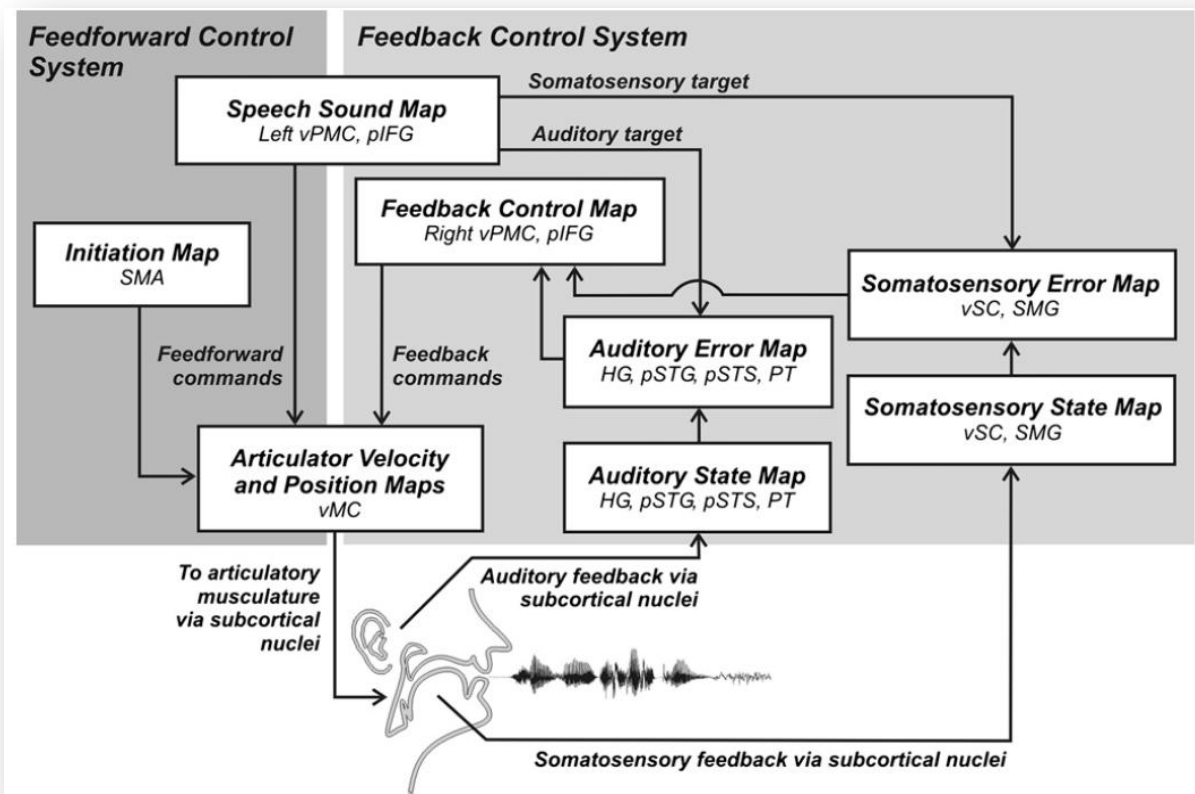 Feedforward Control
System
Feedback Control System
Somatosensory target
Speech Sound Map
Left vPMC, pIFG
Auditory target
Feedback Control Map
Right vPMC, pIFG
Initiation Map
SMA
Somatosensory Error Map
vSC, SMG
Feedforward
commands
Feedback
commands
Auditory Error Map
HG, pSTG, pSTS, PT
Somatosensory State Map
vSC, SMG
Articulator Velocity
and Position Maps
vMC
Auditory State Map
HG, pSTG, pSTS, PT
To articulatory
musculature
via subcortical
nuclei
Auditory feedback via
subcortical nuclei
Somatosensory feedback via subcortical nuclei